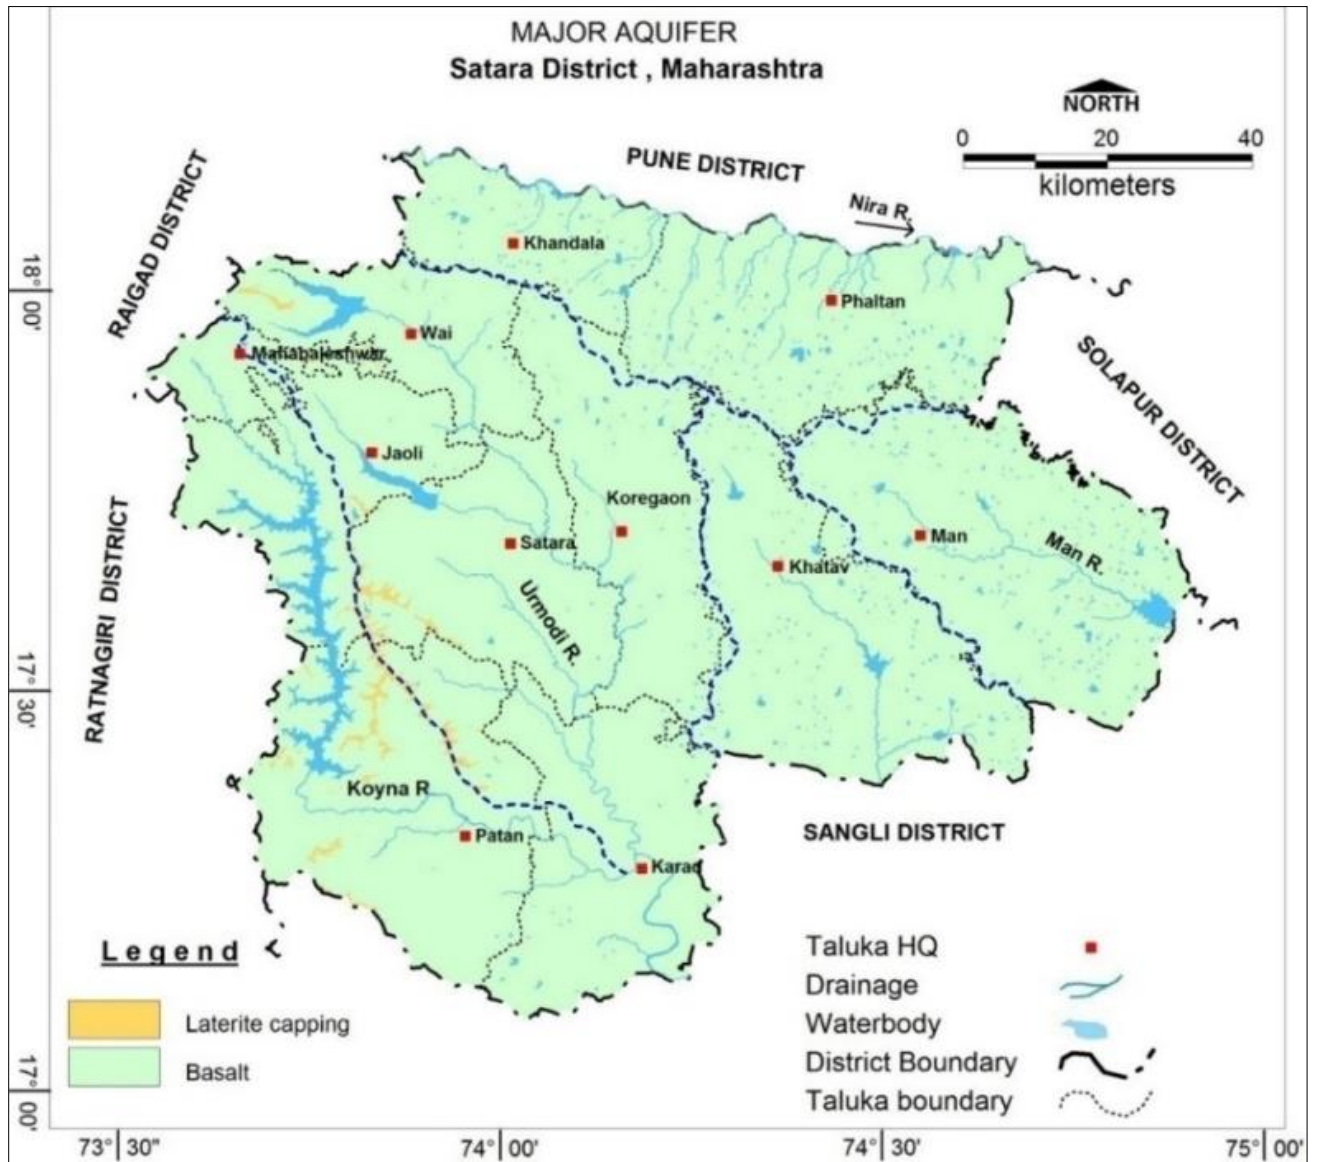 MAJOR AQUIFER
Satara District , Maharashtra
NORTH
0 20 40
kilometers
PUNE DISTRICT
RAIGAD DISTRICT
Nira R.
Khandala
18° 00'
Phaltan
Wai
Mahabaleshwar
SOLAPUR DISTRICT
Jaoli
Koregaon
Satara
Man
Man R.
Khatav
RATNAGIRI DISTRICT
Urmodi R.
17° 30'
Koyna R
Patan
SANGLI DISTRICT
Karad
Legend
Laterite capping
Basalt
Taluka HQ
Drainage
Waterbody
District Boundary
Taluka boundary
17° 00'
73° 30" 74° 00' 74° 30' 75° 00'